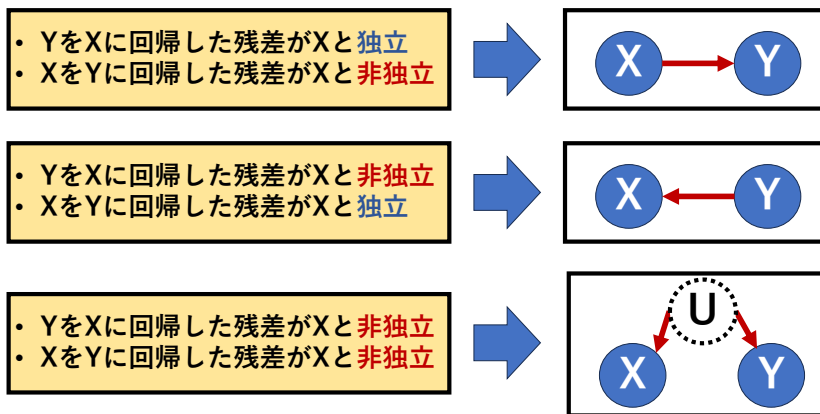 • YをXに回帰した残差がXと独立
• XをYに回帰した残差がXと非独立
X Y
• YをXに回帰した残差がXと非独立
• XをYに回帰した残差がXと独立
X Y
• YをXに回帰した残差がXと非独立
• XをYに回帰した残差がXと非独立
U
X Y